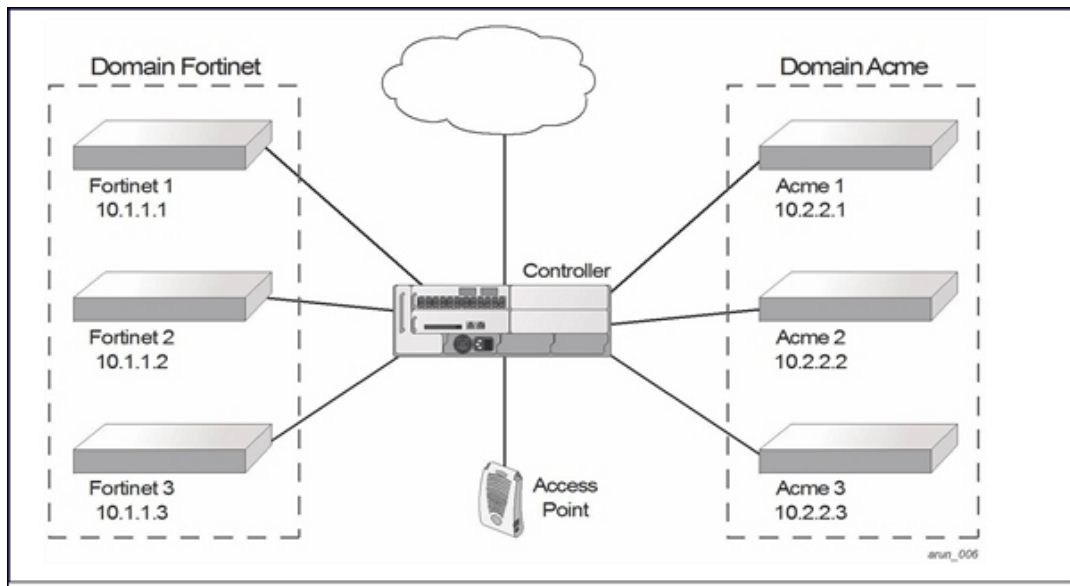 Domain Fortinet
Domain Acme
Fortinet 1
10.1.1.1
Acme 1
10.2.2.1
Controller
Fortinet 2
10.1.1.2
Acme 2
10.2.2.2
Fortinet 3
10.1.1.3
Access
Point
Acme 3
10.2.2.3
arun_006